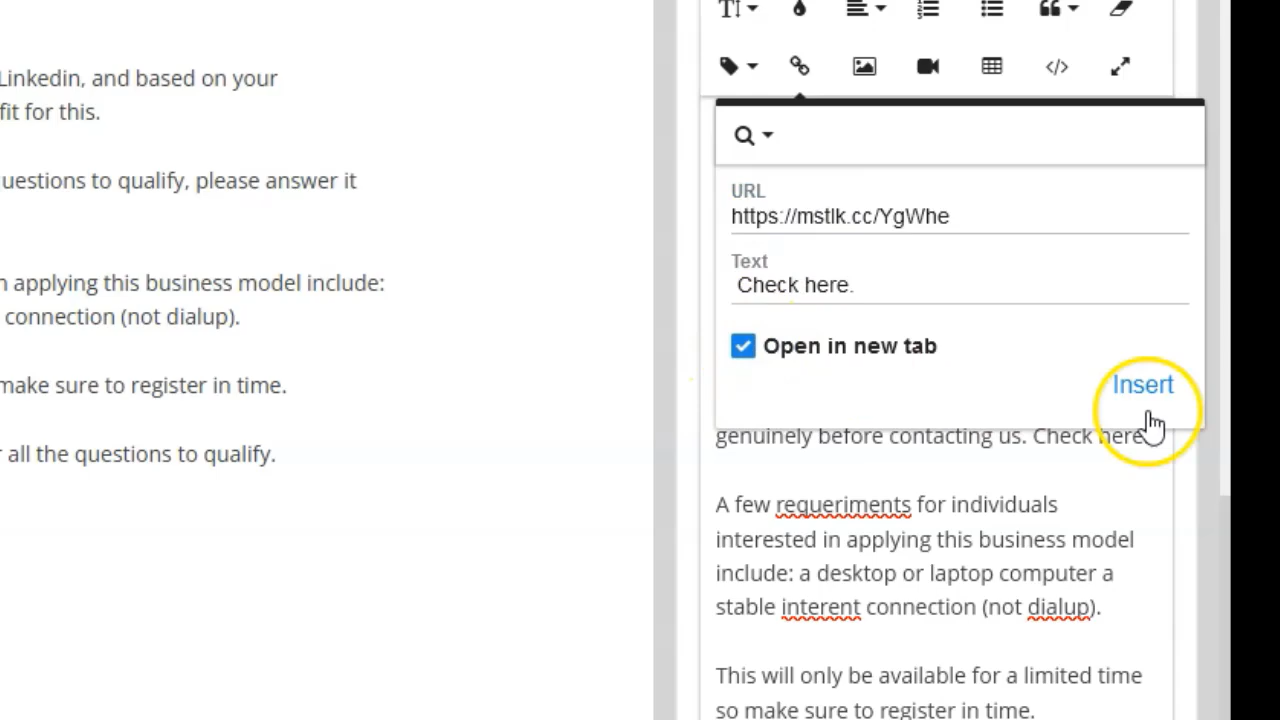 Linkedin, and based on your
fit for this.
uestions to qualify, please answer it
n applying this business model include:
connection (not dialup).
make sure to register in time.
r all the questions to qualify.
URL
https://mstlk.cc/YgWhe
Text
Check here.
Open in new tab
Insert
genuinely before contacting us. Check here
A few requeriments for individuals
interested in applying this business model
include: a desktop or laptop computer a
stable interent connection (not dialup).
This will only be available for a limited time
so make sure to register in time.